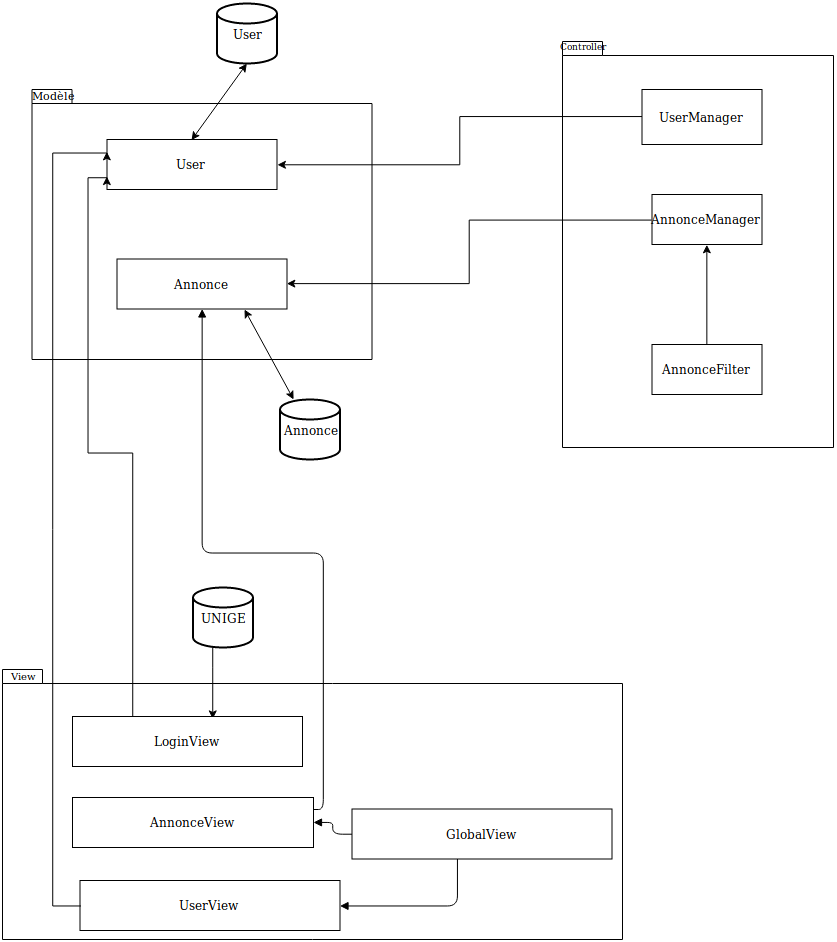 User
Controller
Modèle
UserManager
User
AnnonceManager
Annonce
AnnonceFilter
Annonce
UNIGE
View
LoginView
AnnonceView
GlobalView
UserView